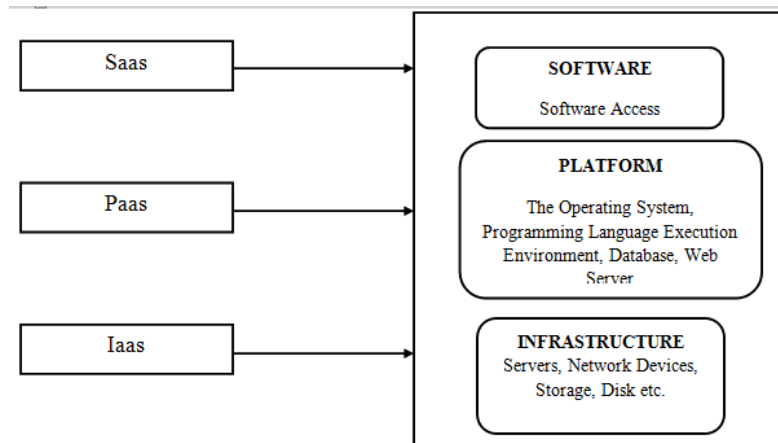 Saas
SOFTWARE
Software Access
Paas
PLATFORM
The Operating System,
Programming Language Execution
Environment, Database, Web
Server
Iaas
INFRASTRUCTURE
Servers, Network Devices,
Storage, Disk etc.